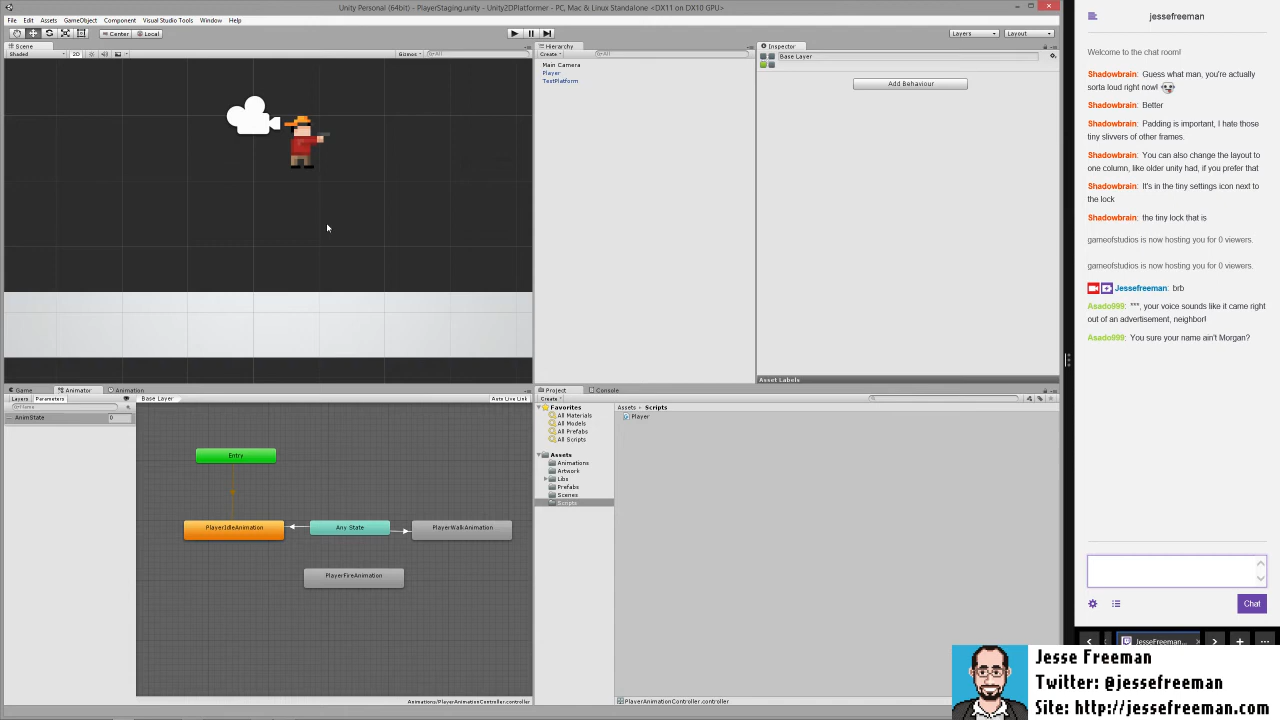 Unity Personal (64bit) - PlayerStaging.unity - Unity2DPlatformer - PC, Mac & Linux Standalone <DX11 on DX10 GPU>
File Edit Assets GameObject Component Visual Studio Tools Window Help
Center Local Layers Layout
Scene
Shaded 2D Gizmos All
Hierarchy
Create All
Main Camera
Player
TestPlatform
Inspector
Base Layer
Add Behaviour
Asset Labels
Game Animator Animation
Layers Parameters Base Layer Auto Live Link
Name
AnimState 0
Entry
PlayerIdleAnimation Any State PlayerWalkAnimation
PlayerFireAnimation
Animations/PlayerAnimationController.controller
Project Console
Create
Favorites
All Materials
All Models
All Prefabs
All Scripts
Assets
Animations
Artwork
Libs
Prefabs
Scenes
Scripts
Assets Scripts
Player
PlayerAnimationController.controller
jessefreeman
Welcome to the chat room!
Shadowbrain: Guess what man, you're actually
sorta loud right now!
Shadowbrain: Better
Shadowbrain: Padding is important, I hate those
tiny slivvers of other frames.
Shadowbrain: You can also change the layout to
one column, like older unity had, if you prefer that
Shadowbrain: It's in the tiny settings icon next to
the lock
Shadowbrain: the tiny lock that is
gameofstudios is now hosting you for 0 viewers.
gameofstudios is now hosting you for 0 viewers.
Jessefreeman: brb
Asado999: ***, your voice sounds like it came right
out of an advertisement, neighbor!
Asado999: You sure your name ain't Morgan?
Chat
JesseFreeman...
Jesse Freeman
Twitter: @jessefreeman
Site: http://jessefreeman.com